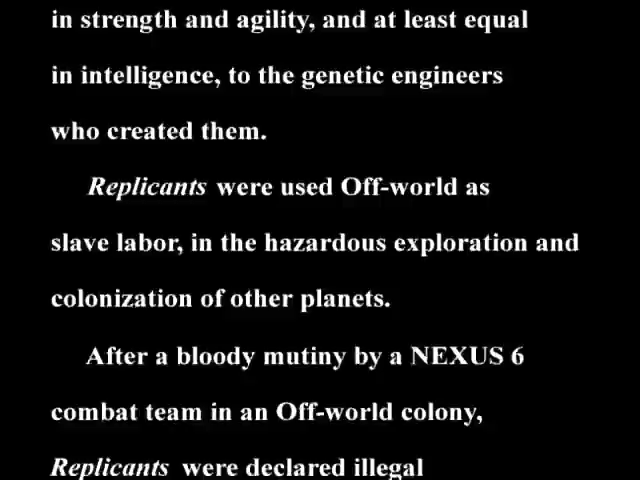 in strength and agility, and at least equal
in intelligence, to the genetic engineers
who created them.
Replicants were used Off-world as
slave labor, in the hazardous exploration and
colonization of other planets.
After a bloody mutiny by a NEXUS 6
combat team in an Off-world colony,
Replicants were declared illegal